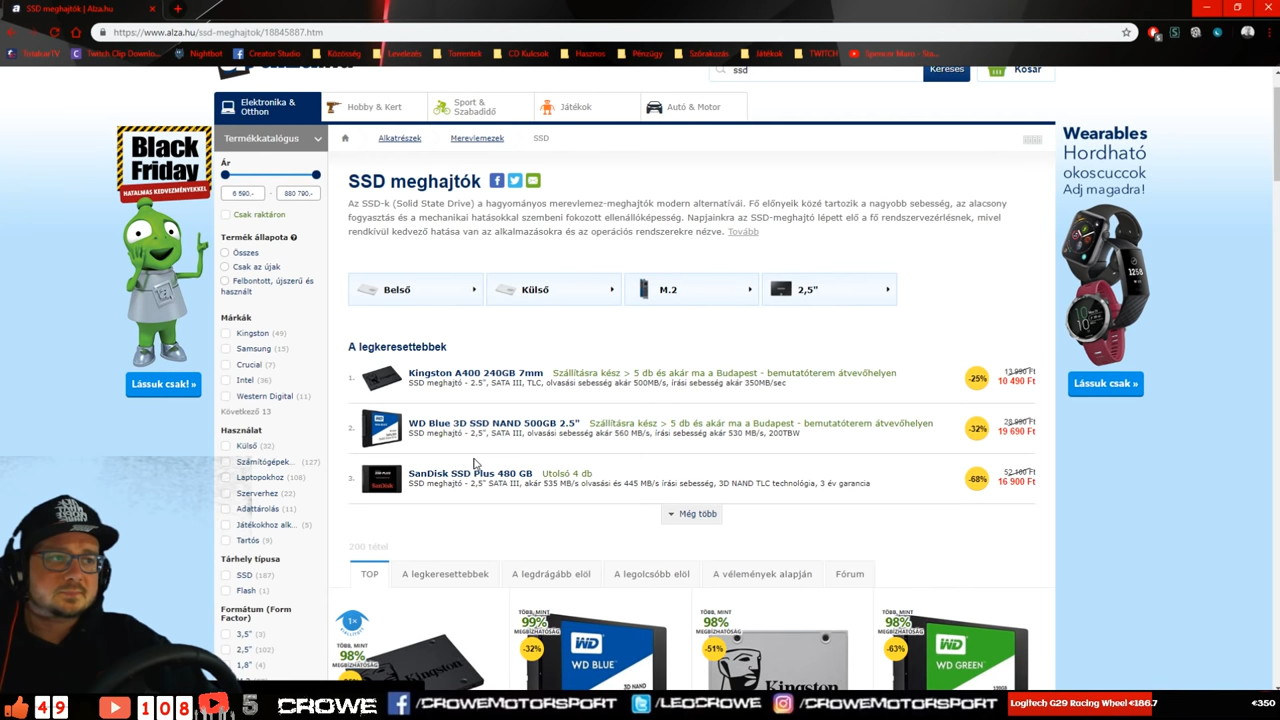 SSD meghajtók | Alza.hu
https://www.alza.hu/ssd-meghajtok/18845887.htm
Twitch Clip Downlo...
Nightbot
Creator Studio
Közösség
Levelezés
Torrentek
CD Kulcsok
Hasznos
Pénzügy
Szórakozás
Játékok
TWITCH
ssd
Keresés
Kosár
Elektronika & Otthon
Hobby & Kert
Sport & Szabadidő
Játékok
Autó & Motor
Termékkatalógus
Alkatrészek
Merevlemezek
SSD
Black
Friday
HATALMAS KEDVEZMÉNYEKKEL
Lássuk csak! »
Wearables
Hordható
okoscuccok
Adj magadra!
Lássuk csak »
Ár
6 590,-
-
880 790,-
Csak raktáron
Termék állapota
Összes
Csak az újak
Felbontott, újszerű és
használt
Márkák
Kingston (49)
Samsung (15)
Crucial (7)
Intel (36)
Western Digital (11)
Következő 13
Használat
Külső (32)
Számítógépek... (127)
Laptopokhoz (108)
Szerverhez (22)
Adattárolás (11)
Játékokhoz alk... (5)
Tartós (9)
Tárhely típusa
SSD (187)
Flash (1)
Formátum (Form
Factor)
3,5" (3)
2,5" (102)
1,8" (4)
SSD meghajtók
Az SSD-k (Solid State Drive) a hagyományos merevlemez-meghajtók modern alternatívái. Fő előnyeik közé tartozik a nagyobb sebesség, az alacsony
fogyasztás és a mechanikai hatásokkal szembeni fokozott ellenállóképesség. Napjainkra az SSD-meghajtó lépett elő a fő rendszervezérlésnek, mivel
rendkívül kedvező hatása van az alkalmazásokra és az operációs rendszerekre nézve. Tovább
Belső
Külső
M.2
2,5"
A legkeresettebbek
1.
Kingston A400 240GB 7mm Szállításra kész > 5 db és akár ma a Budapest - bemutatóterem átvevőhelyen
SSD meghajtó - 2.5", SATA III, TLC, olvasási sebesség akár 500MB/s, írási sebesség akár 350MB/sec
-25%
13 990 Ft
10 490 Ft
2.
WD Blue 3D SSD NAND 500GB 2.5" Szállításra kész > 5 db és akár ma a Budapest - bemutatóterem átvevőhelyen
SSD meghajtó - 2,5", SATA III, olvasási sebesség akár 560 MB/s, írási sebesség akár 530 MB/s, 200TBW
-32%
28 990 Ft
19 690 Ft
3.
SanDisk SSD Plus 480 GB Utolsó 4 db
SSD meghajtó - 2,5" SATA III, akár 535 MB/s olvasási és 445 MB/s írási sebesség, 3D NAND TLC technológia, 3 év garancia
-68%
52 100 Ft
16 900 Ft
Még több
200 tétel
TOP
A legkeresettebbek
A legdrágább elöl
A legolcsóbb elöl
A vélemények alapján
Fórum
1×
TÖBB, MINT
98%
MEGBÍZHATÓSÁG
Kingston
TÖBB, MINT
99%
MEGBÍZHATÓSÁG
-32%
WD BLUE
3D NAND
TÖBB, MINT
98%
MEGBÍZHATÓSÁG
-51%
Kingston
TÖBB, MINT
98%
MEGBÍZHATÓSÁG
-63%
WD GREEN
49
108
5
CROWE
/CROWEMOTORSPORT
/LEOCROWE
/CROWEMOTORSPORT
Logitech G29 Racing Wheel €186.7
€350